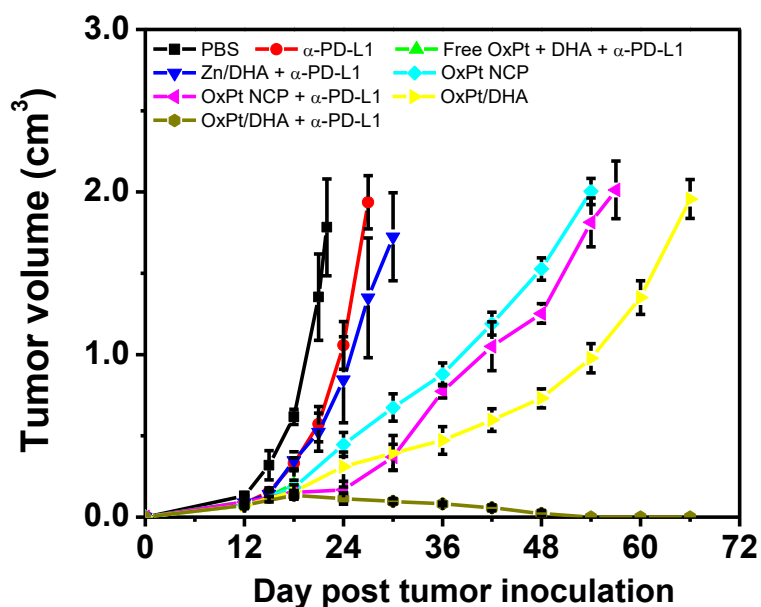 3.0
2.0
1.0
0.0
Tumor volume (cm³)
PBS
α-PD-L1
Free OxPt + DHA + α-PD-L1
Zn/DHA + α-PD-L1
OxPt NCP
OxPt NCP + α-PD-L1
OxPt/DHA
OxPt/DHA + α-PD-L1
0 12 24 36 48 60 72
Day post tumor inoculation